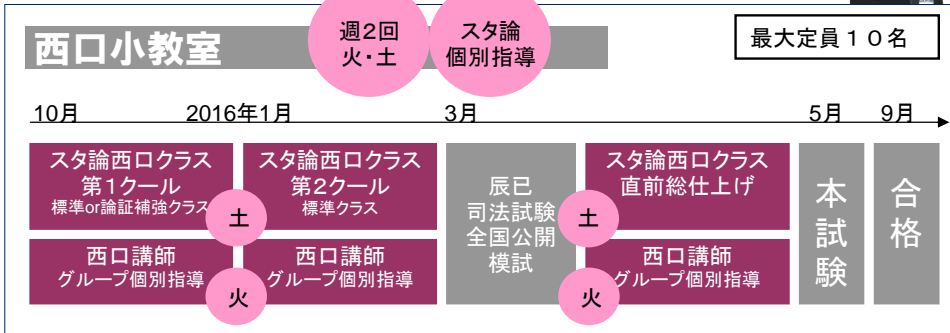 西口小教室
週2回
火・土
スタ論
個別指導
最大定員１０名
10月
2016年1月
3月
5月
9月
スタ論西口クラス
第1クール
標準or論証補強クラス
土
西口講師
グループ個別指導
火
スタ論西口クラス
第2クール
標準クラス
西口講師
グループ個別指導
辰已
司法試験
全国公開
模試
スタ論西口クラス
直前総仕上げ
土
西口講師
グループ個別指導
火
本試験
合格